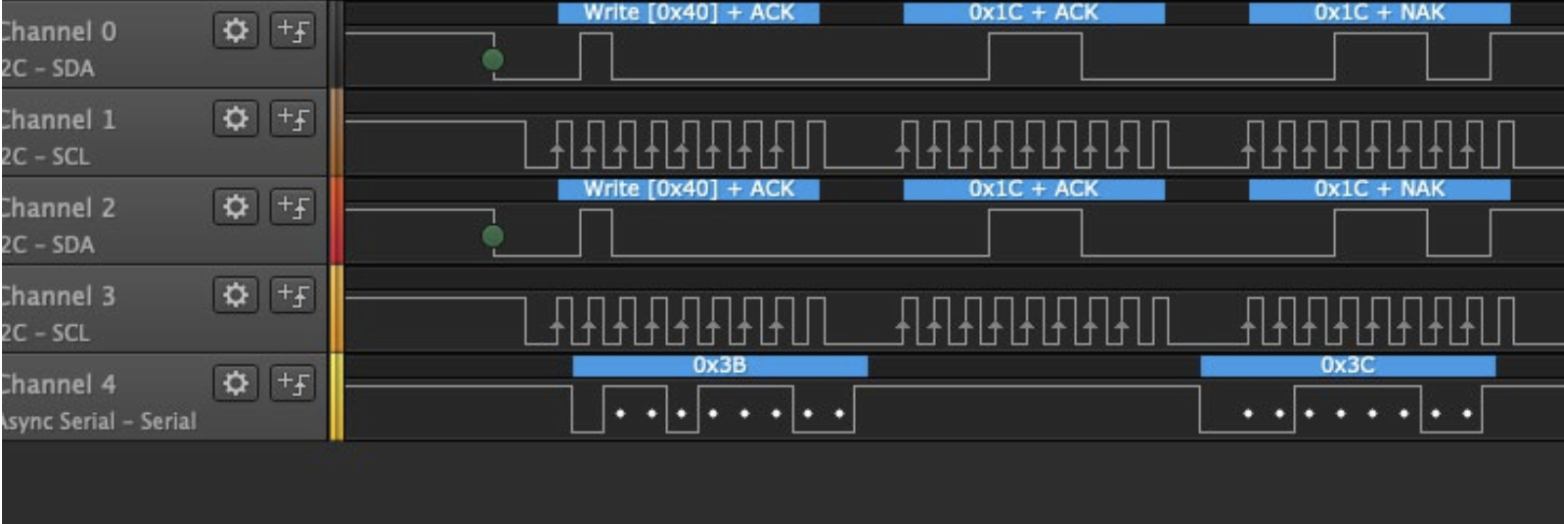 Write [0x40] + ACK 0x1C + ACK 0x1C + NAK
Channel 0
2C – SDA
Channel 1
2C – SCL
Write [0x40] + ACK 0x1C + ACK 0x1C + NAK
Channel 2
2C – SDA
Channel 3
2C – SCL
0x3B 0x3C
Channel 4
Async Serial – Serial